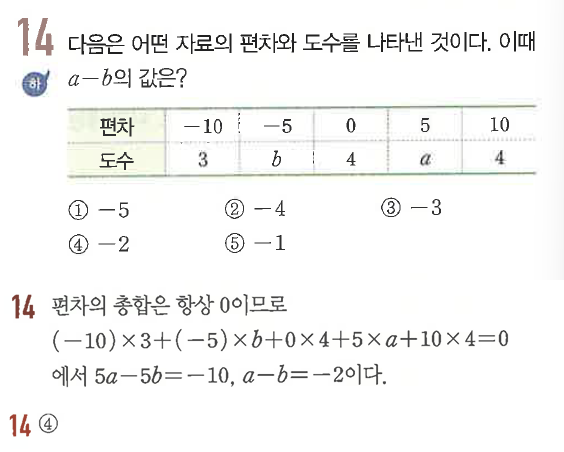 14 다음은 어떤 자료의 편차와 도수를 나타낸 것이다. 이때
하 a-b의 값은?
편차 -10 -5 0 5 10
도수 3 b 4 a 4
① -5 ② -4 ③ -3
④ -2 ⑤ -1
14 편차의 총합은 항상 0이므로
(-10)×3+(-5)×b+0×4+5×a+10×4=0
에서 5a-5b=-10, a-b=-2이다.
14 ④